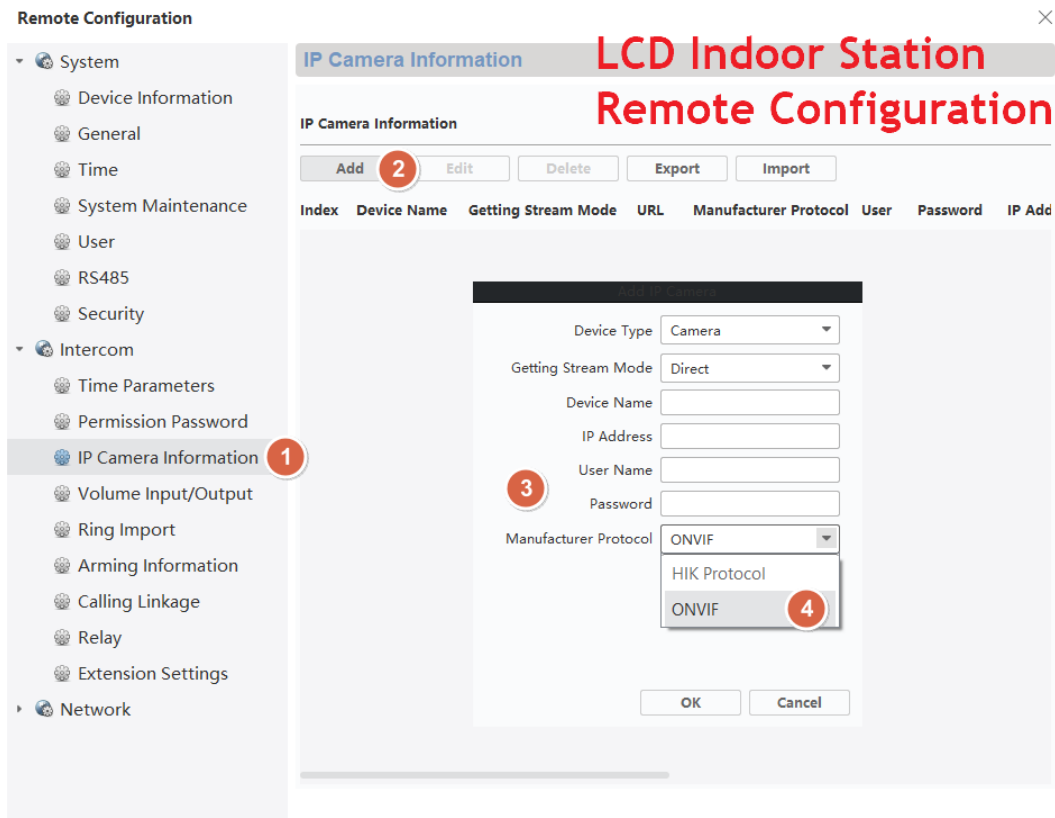 Remote Configuration
System
Device Information
General
Time
System Maintenance
User
RS485
Security
Intercom
Time Parameters
Permission Password
IP Camera Information 1
Volume Input/Output
Ring Import
Arming Information
Calling Linkage
Relay
Extension Settings
Network
IP Camera Information
LCD Indoor Station
Remote Configuration
IP Camera Information
Add 2 Edit Delete Export Import
Index Device Name Getting Stream Mode URL Manufacturer Protocol User Password IP Add
Add IP Camera
Device Type Camera
Getting Stream Mode Direct
Device Name
IP Address
User Name
3
Password
Manufacturer Protocol ONVIF
HIK Protocol
ONVIF 4
OK Cancel